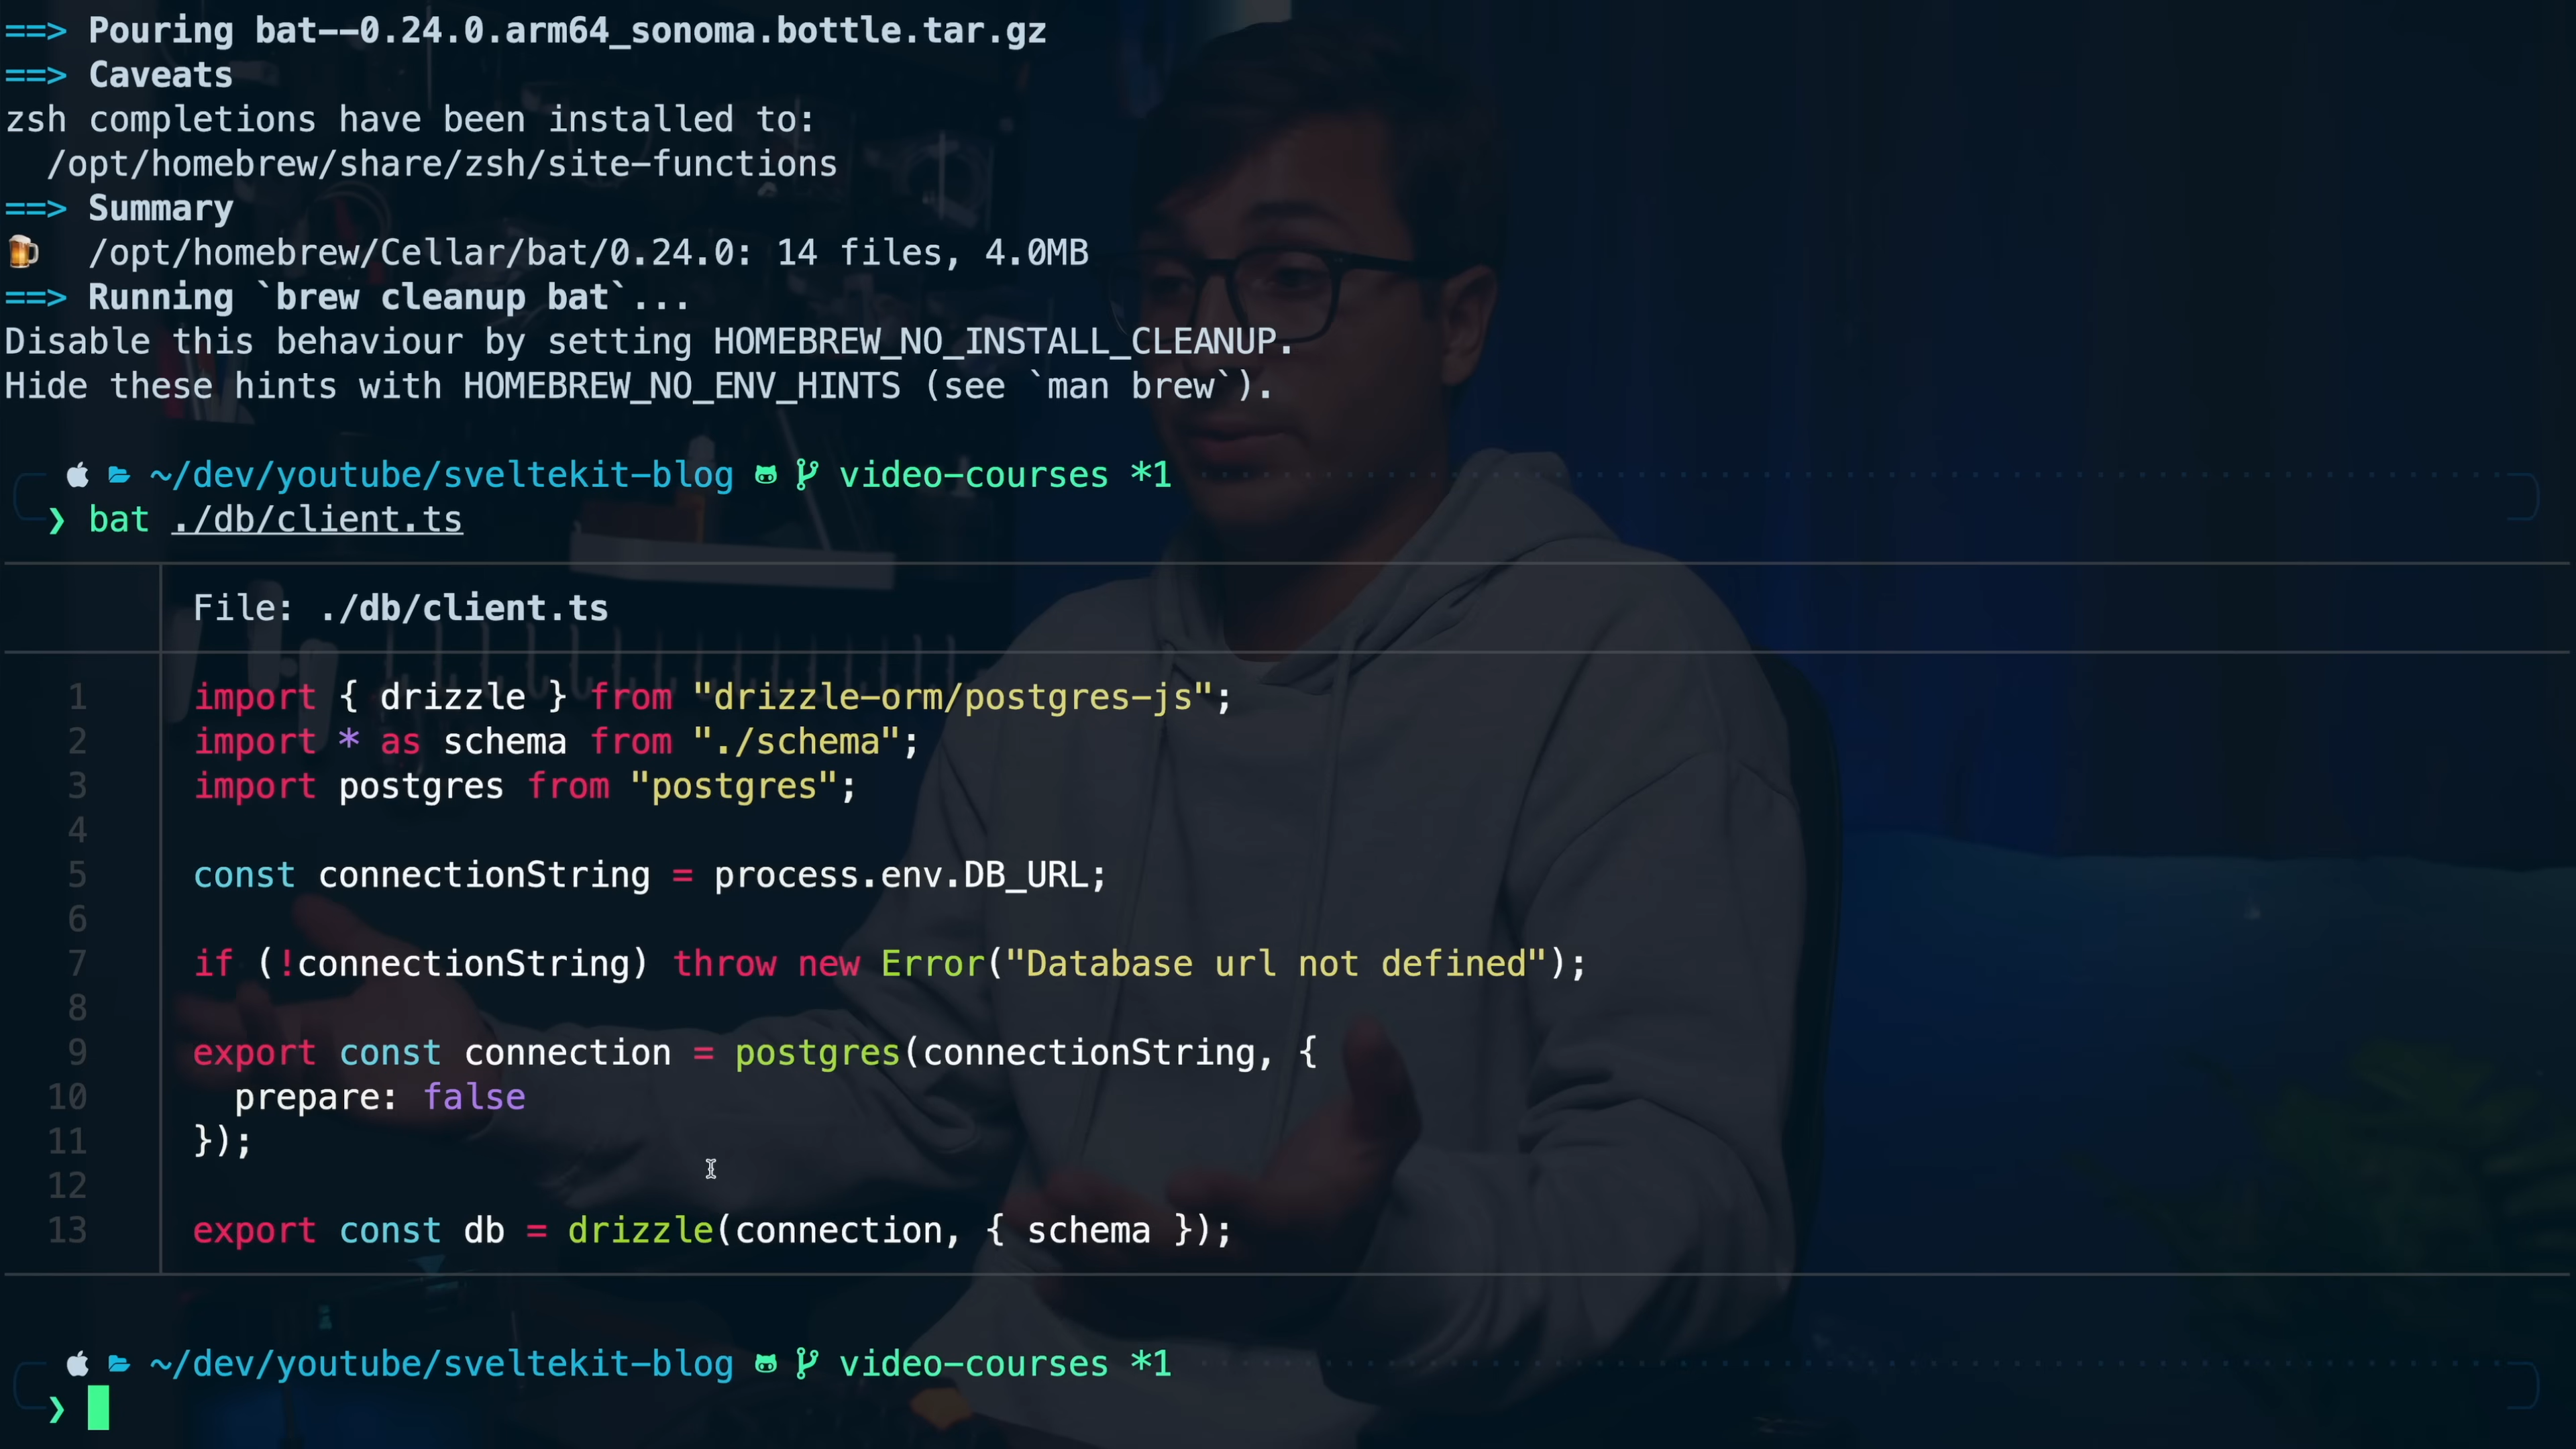 ==> Pouring bat--0.24.0.arm64_sonoma.bottle.tar.gz
==> Caveats
zsh completions have been installed to:
  /opt/homebrew/share/zsh/site-functions
==> Summary
🍺  /opt/homebrew/Cellar/bat/0.24.0: 14 files, 4.0MB
==> Running `brew cleanup bat`...
Disable this behaviour by setting HOMEBREW_NO_INSTALL_CLEANUP.
Hide these hints with HOMEBREW_NO_ENV_HINTS (see `man brew`).
~/dev/youtube/sveltekit-blog video-courses *1
❯ bat ./db/client.ts
File: ./db/client.ts
1 import { drizzle } from "drizzle-orm/postgres-js";
2 import * as schema from "./schema";
3 import postgres from "postgres";
4
5 const connectionString = process.env.DB_URL;
6
7 if (!connectionString) throw new Error("Database url not defined");
8
9 export const connection = postgres(connectionString, {
10   prepare: false
11 });
12
13 export const db = drizzle(connection, { schema });
~/dev/youtube/sveltekit-blog video-courses *1
❯